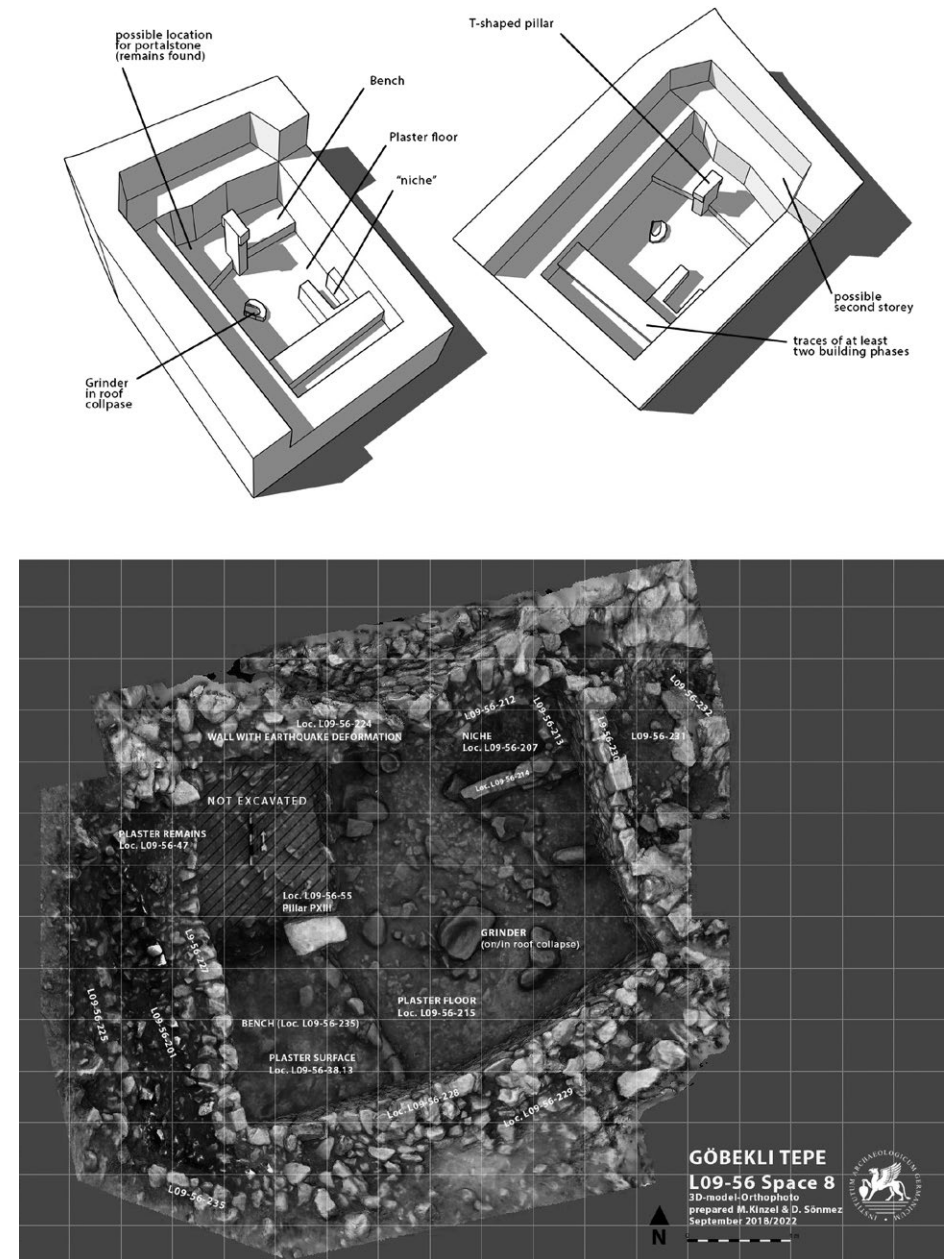 possible location
for portalstone
(remains found)
Bench
Plaster floor
"niche"
Grinder
in roof
collpase
T-shaped pillar
possible
second storey
traces of at least
two building phases
Loc. L09-56-224
WALL WITH EARTHQUAKE DEFORMATION
L09-56-212
L09-56-213
NICHE
Loc. L09-56-207
Loc. L09-56-214
L09-56-232
L09-56-231
NOT EXCAVATED
PLASTER REMAINS
Loc. L09-56-47
Loc. L09-56-55
Pillar PXIII
GRINDER
(on/in roof collapse)
L9-56-227
L09-56-225
L09-56-201
PLASTER FLOOR
Loc. L09-56-215
BENCH (Loc. L09-56-235)
PLASTER SURFACE
Loc. L09-56-38.13
Loc. L09-56-228
Loc. L09-56-229
L09-56-235
GÖBEKLI TEPE
L09-56 Space 8
3D-model-Orthophoto
prepared M.Kinzel & D. Sönmez
September 2018/2022
N
INSTITUTUM ARCHAEOLOGICUM GERMANICUM